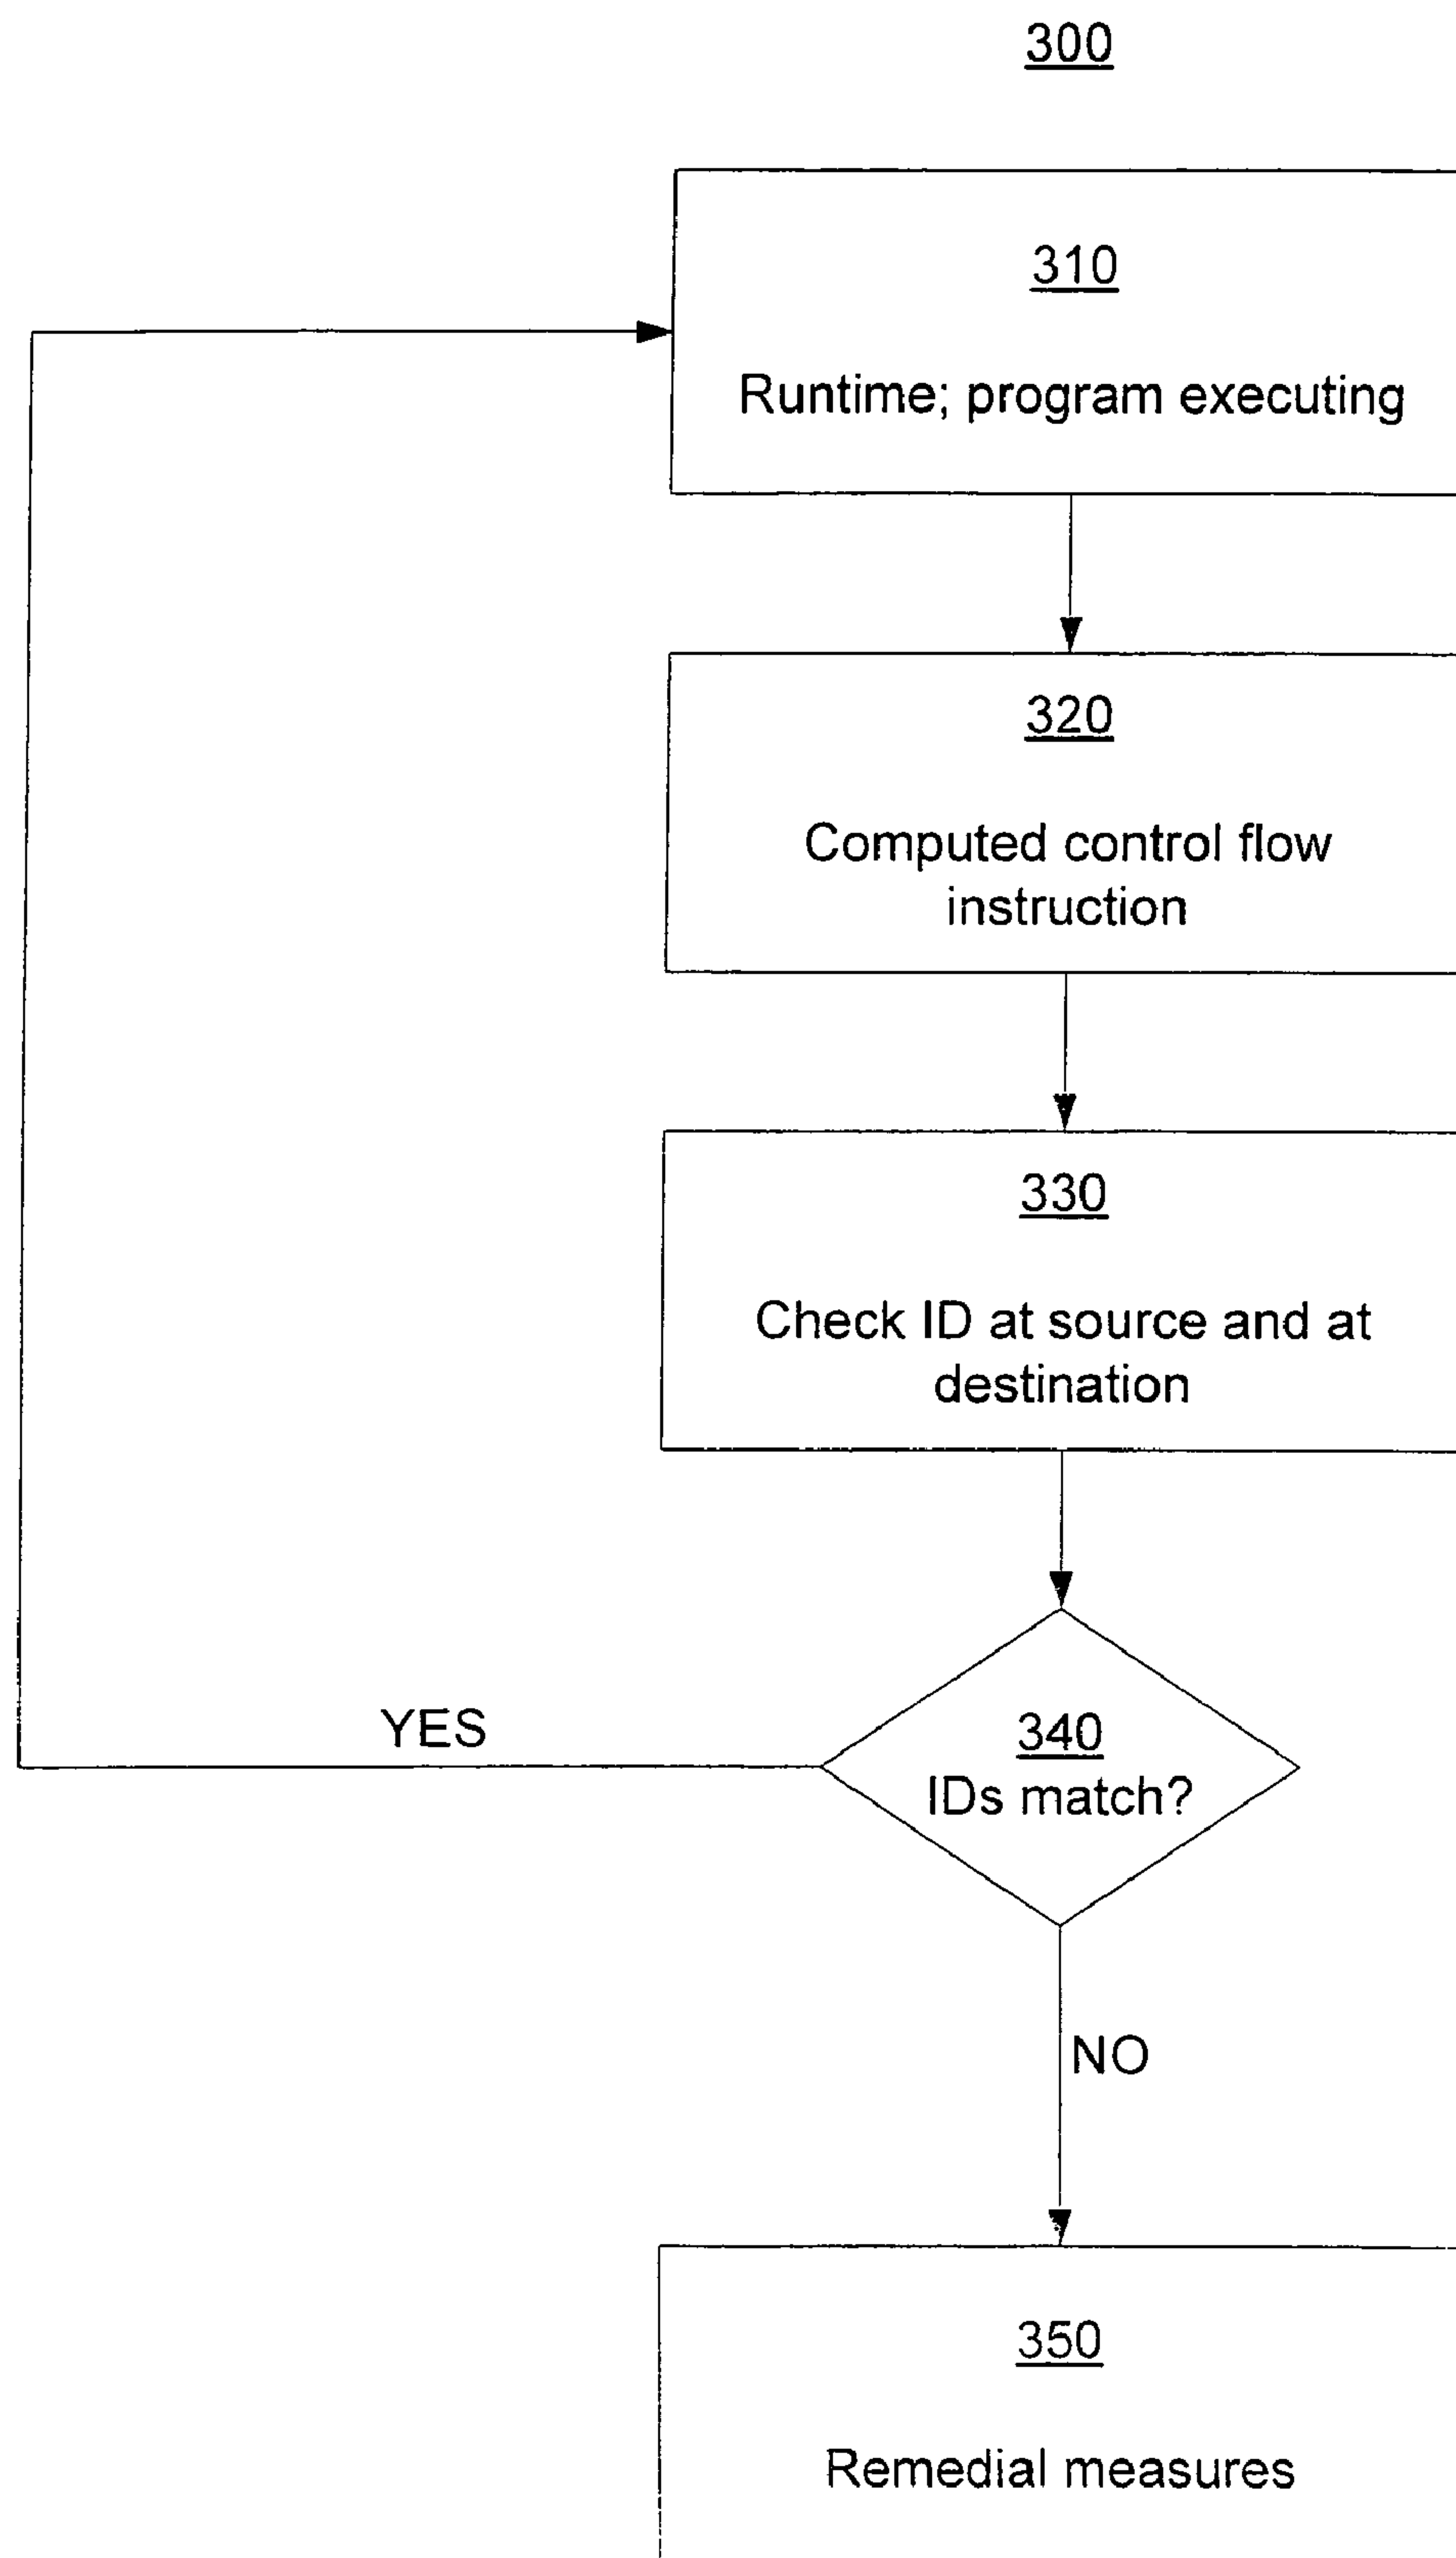 300
310
Runtime; program executing
320
Computed control flow
instruction
330
Check ID at source and at
destination
YES
340
IDs match?
NO
350
Remedial measures